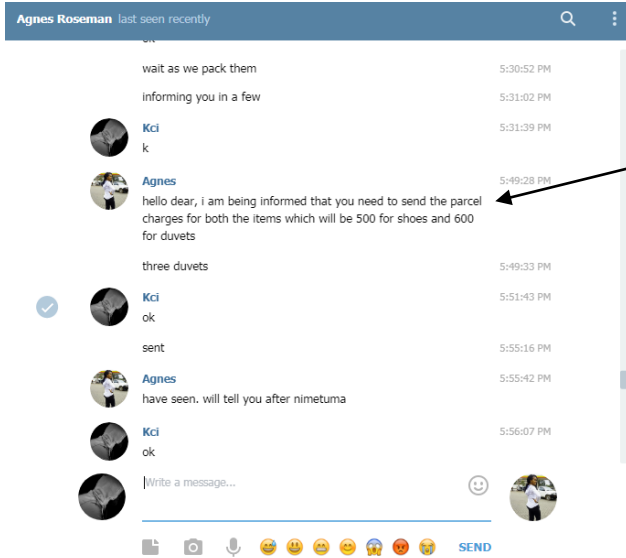 Agnes Roseman last seen recently
wait as we pack them 5:30:52 PM
informing you in a few 5:31:02 PM
Kci 5:31:39 PM
k
Agnes 5:49:28 PM
hello dear, i am being informed that you need to send the parcel
charges for both the items which will be 500 for shoes and 600
for duvets
three duvets 5:49:33 PM
Kci 5:51:43 PM
ok
sent 5:55:16 PM
Agnes 5:55:42 PM
have seen. will tell you after nimetuma
Kci 5:56:07 PM
ok
Write a message...
SEND